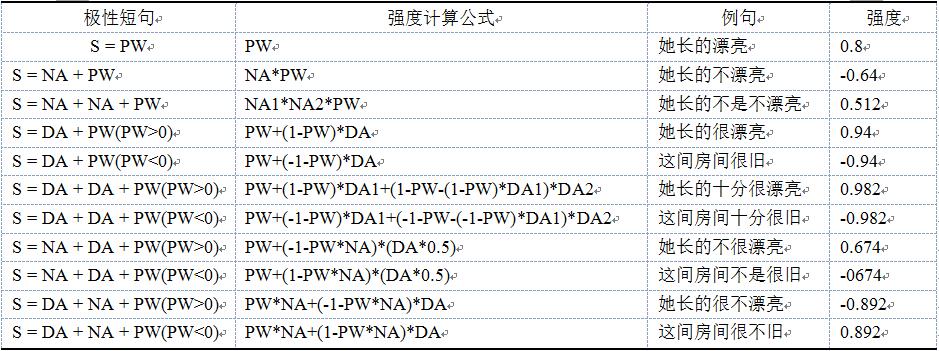 极性短句 强度计算公式 例句 强度
S = PW PW 她长的漂亮 0.8
S = NA + PW NA*PW 她长的不漂亮 -0.64
S = NA + NA + PW NA1*NA2*PW 她长的不是不漂亮 0.512
S = DA + PW(PW>0) PW+(1-PW)*DA 她长的很漂亮 0.94
S = DA + PW(PW<0) PW+(-1-PW)*DA 这间房间很旧 -0.94
S = DA + DA + PW(PW>0) PW+(1-PW)*DA1+(1-PW-(1-PW)*DA1)*DA2 她长的十分很漂亮 0.982
S = DA + DA + PW(PW<0) PW+(-1-PW)*DA1+(-1-PW-(-1-PW)*DA1)*DA2 这间房间十分很旧 -0.982
S = NA + DA + PW(PW>0) PW+(-1-PW*NA)*(DA*0.5) 她长的不很漂亮 0.674
S = NA + DA + PW(PW<0) PW+(1-PW*NA)*(DA*0.5) 这间房间不是很旧 -0674
S = DA + NA + PW(PW>0) PW*NA+(-1-PW*NA)*DA 她长的很不漂亮 -0.892
S = DA + NA + PW(PW<0) PW*NA+(1-PW*NA)*DA 这间房间很不旧 0.892